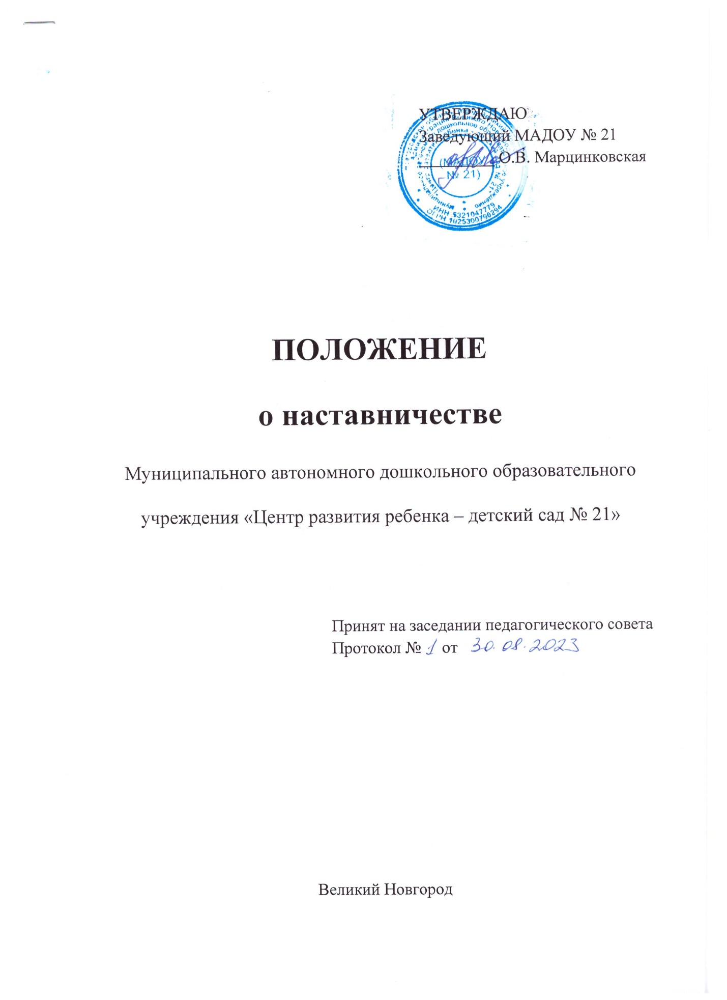 УТВЕРЖДАЮ
Заведующий МАДОУ № 21
О.В. Марцинковская
(МАДОУ
№ 21)
ИНН 5321047779
ОГРН 1025300790294
ПОЛОЖЕНИЕ
о наставничестве
Муниципального автономного дошкольного образовательного
учреждения «Центр развития ребенка – детский сад № 21»
Принят на заседании педагогического совета
Протокол № 1 от 30.08.2023
Великий Новгород